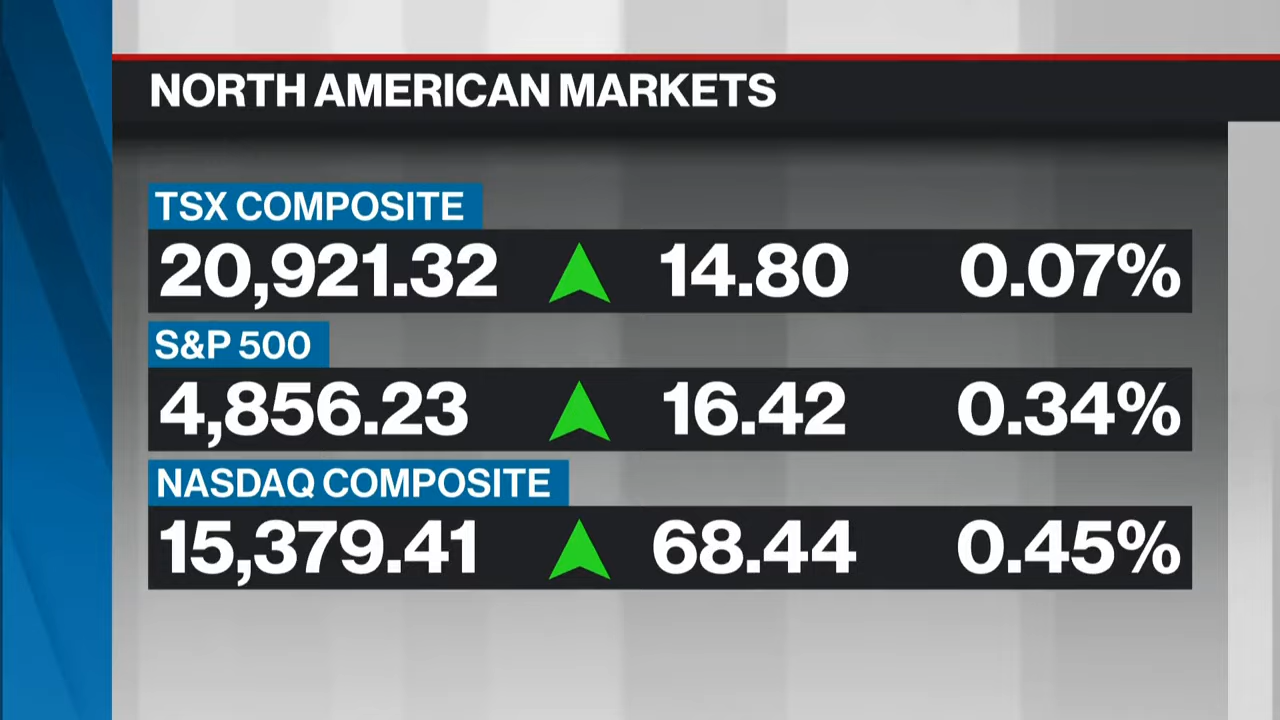 NORTH AMERICAN MARKETS
TSX COMPOSITE
20,921.32 14.80 0.07%
S&P 500
4,856.23 16.42 0.34%
NASDAQ COMPOSITE
15,379.41 68.44 0.45%